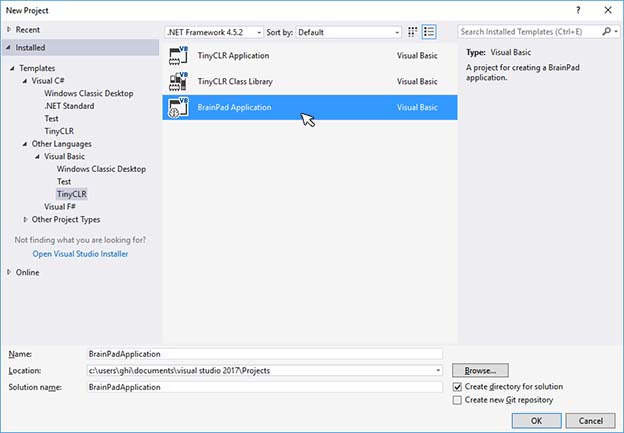 New Project
? ×
Recent
Installed
Templates
Visual C#
Windows Classic Desktop
.NET Standard
Test
TinyCLR
Other Languages
Visual Basic
Windows Classic Desktop
Test
TinyCLR
Visual F#
Other Project Types
Not finding what you are looking for?
Open Visual Studio Installer
Online
.NET Framework 4.5.2 Sort by: Default
VB TinyCLR Application Visual Basic
VB TinyCLR Class Library Visual Basic
VB BrainPad Application Visual Basic
Search Installed Templates (Ctrl+E)
Type: Visual Basic
A project for creating a BrainPad
application.
Name: BrainPadApplication
Location: c:\users\ghi\documents\visual studio 2017\Projects
Browse...
Solution name: BrainPadApplication
Create directory for solution
Create new Git repository
OK Cancel